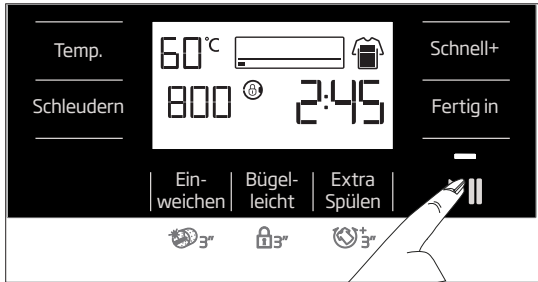 Temp.
60°C
Schnell+
Schleudern
800
2:45
Fertig in
Ein-
weichen
Bügel-
leicht
Extra
Spülen
3"
3"
3"